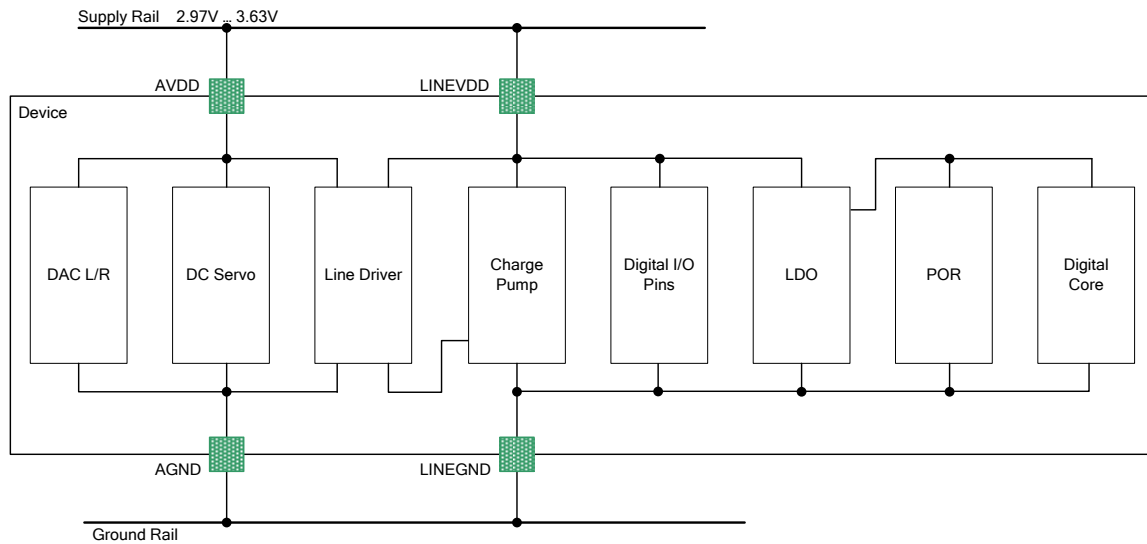 Supply Rail 2.97V ... 3.63V
AVDD
LINEVDD
Device
DAC L/R
DC Servo
Line Driver
Charge
Pump
Digital I/O
Pins
LDO
POR
Digital
Core
AGND
LINEGND
Ground Rail